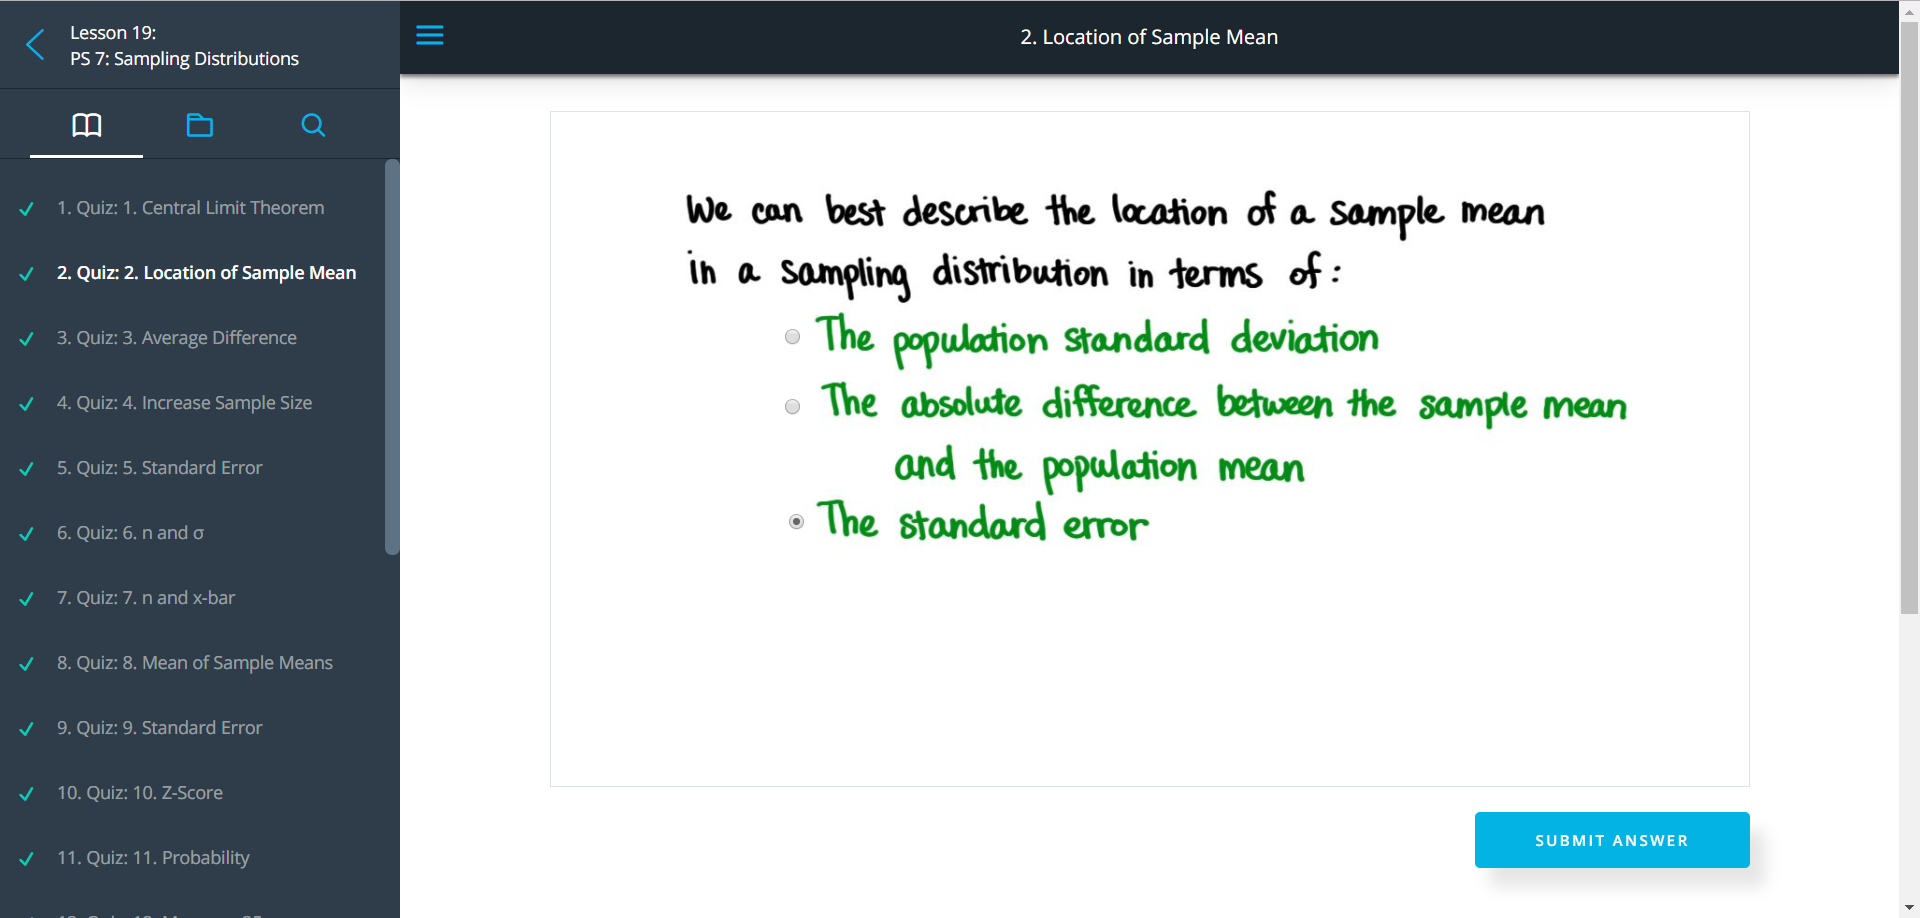 Lesson 19:
PS 7: Sampling Distributions
1. Quiz: 1. Central Limit Theorem
2. Quiz: 2. Location of Sample Mean
3. Quiz: 3. Average Difference
4. Quiz: 4. Increase Sample Size
5. Quiz: 5. Standard Error
6. Quiz: 6. n and σ
7. Quiz: 7. n and x-bar
8. Quiz: 8. Mean of Sample Means
9. Quiz: 9. Standard Error
10. Quiz: 10. Z-Score
11. Quiz: 11. Probability
2. Location of Sample Mean
We can best describe the location of a sample mean
in a sampling distribution in terms of:
The population standard deviation
The absolute difference between the sample mean
and the population mean
The standard error
SUBMIT ANSWER